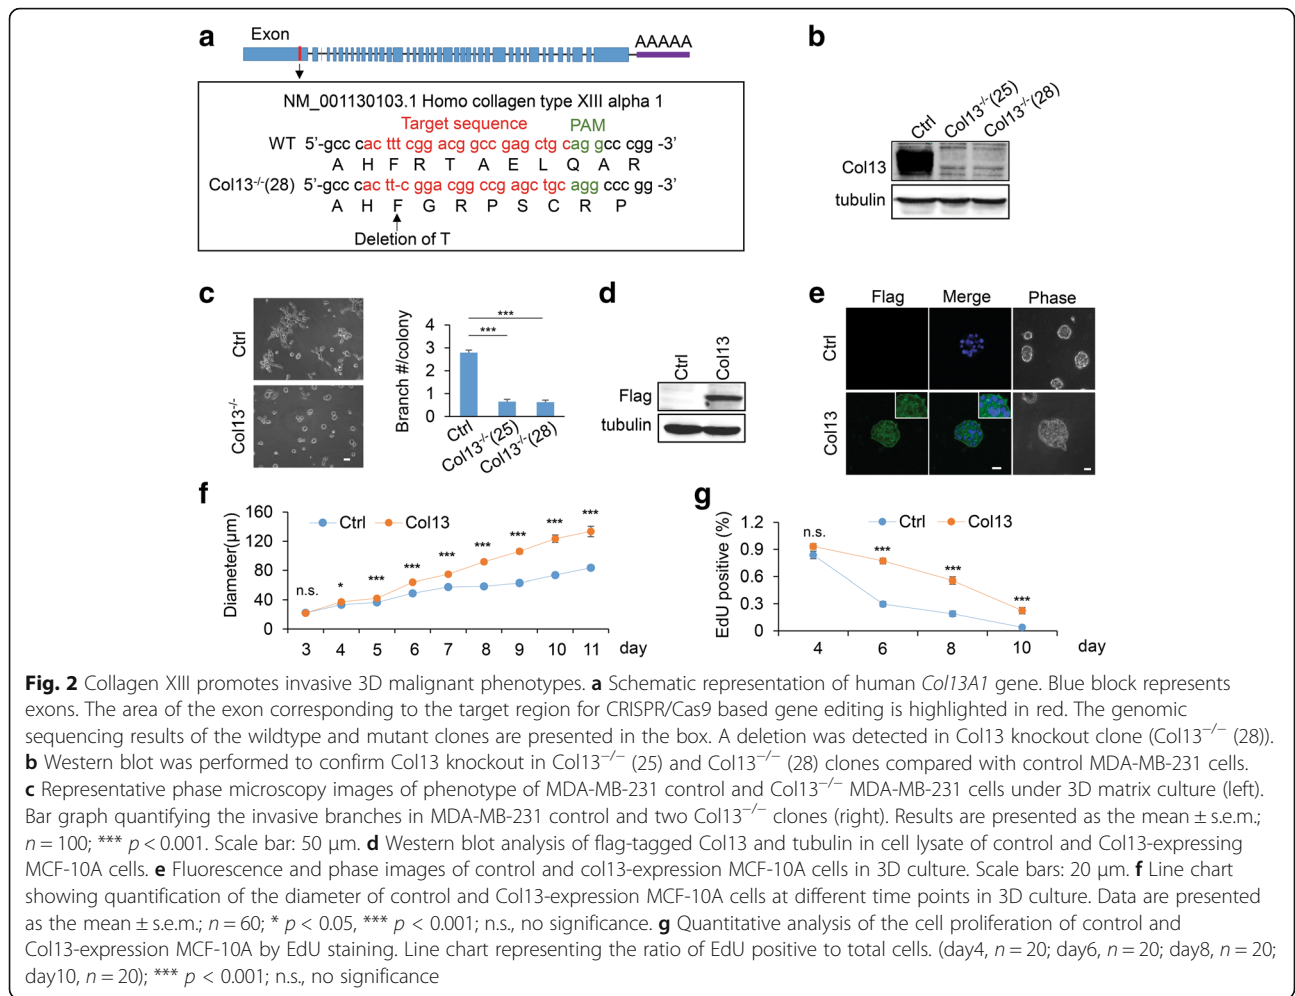 a
Exon
AAAAA
NM_001130103.1 Homo collagen type XIII alpha 1
Target sequence PAM
WT 5’-gcc cac ttt cgg acg gcc gag ctg cag gcc cgg -3’
A H F R T A E L Q A R
Col13-/-(28) 5’-gcc cac tt-c gga cgg ccg agc tgc agg ccc gg -3’
A H F G R P S C R P
Deletion of T
b
Ctrl Col13-/-(25) Col13-/-(28)
Col13
tubulin
c
Ctrl
Col13-/-
Branch #/colony
4
3
2
1
0
***
***
Ctrl Col13-/-(25) Col13-/-(28)
d
Ctrl Col13
Flag
tubulin
e
Flag Merge Phase
Ctrl
Col13
f
Diameter(µm)
160
120
80
40
0
Ctrl Col13
n.s. * *** *** *** *** *** *** ***
3 4 5 6 7 8 9 10 11 day
g
EdU positive (%)
1.2
0.9
0.6
0.3
0
Ctrl Col13
n.s. *** *** ***
4 6 8 10 day
Fig. 2 Collagen XIII promotes invasive 3D malignant phenotypes. a Schematic representation of human Col13A1 gene. Blue block represents
exons. The area of the exon corresponding to the target region for CRISPR/Cas9 based gene editing is highlighted in red. The genomic
sequencing results of the wildtype and mutant clones are presented in the box. A deletion was detected in Col13 knockout clone (Col13−/− (28)).
b Western blot was performed to confirm Col13 knockout in Col13−/− (25) and Col13−/− (28) clones compared with control MDA-MB-231 cells.
c Representative phase microscopy images of phenotype of MDA-MB-231 control and Col13−/− MDA-MB-231 cells under 3D matrix culture (left).
Bar graph quantifying the invasive branches in MDA-MB-231 control and two Col13−/− clones (right). Results are presented as the mean ± s.e.m.;
n = 100; *** p < 0.001. Scale bar: 50 µm. d Western blot analysis of flag-tagged Col13 and tubulin in cell lysate of control and Col13-expressing
MCF-10A cells. e Fluorescence and phase images of control and col13-expression MCF-10A cells in 3D culture. Scale bars: 20 µm. f Line chart
showing quantification of the diameter of control and Col13-expression MCF-10A cells at different time points in 3D culture. Data are presented
as the mean ± s.e.m.; n = 60; * p < 0.05, *** p < 0.001; n.s., no significance. g Quantitative analysis of the cell proliferation of control and
Col13-expression MCF-10A by EdU staining. Line chart representing the ratio of EdU positive to total cells. (day4, n = 20; day6, n = 20; day8, n = 20;
day10, n = 20); *** p < 0.001; n.s., no significance